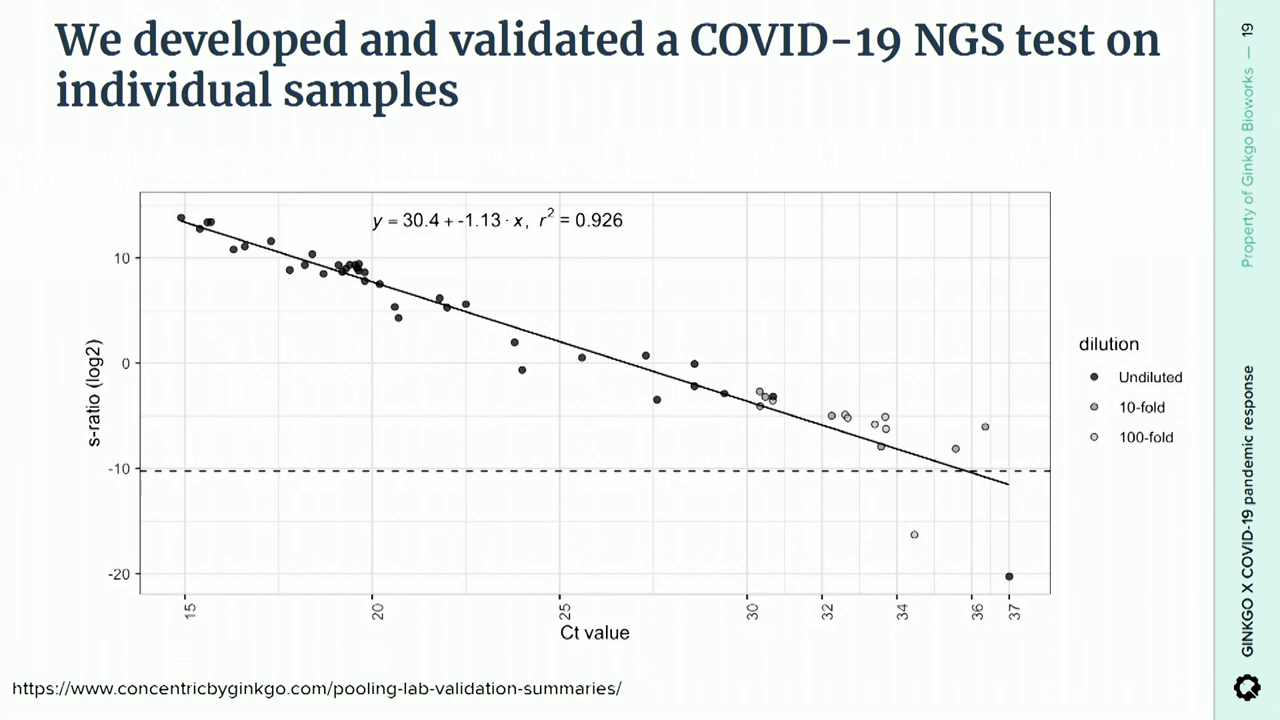 We developed and validated a COVID-19 NGS test on
individual samples
y = 30.4 + -1.13 · x, r² = 0.926
10
0
-10
-20
s-ratio (log2)
15
20
25
30
32
34
36
37
Ct value
dilution
Undiluted
10-fold
100-fold
https://www.concentricbyginkgo.com/pooling-lab-validation-summaries/
Property of Ginkgo Bioworks — 19
GINKGO X COVID-19 pandemic response